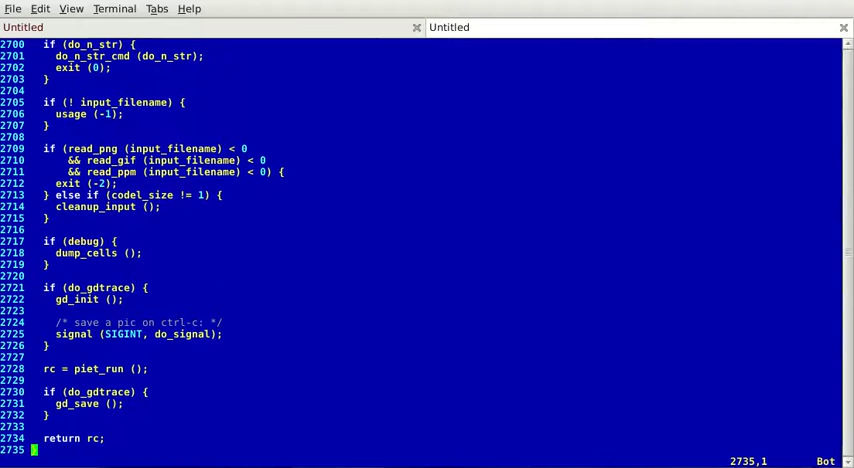 File Edit View Terminal Tabs Help
Untitled Untitled
2700 if (do_n_str) {
2701 do_n_str_cmd (do_n_str);
2702 exit (0);
2703 }
2704
2705 if (! input_filename) {
2706 usage (-1);
2707 }
2708
2709 if (read_png (input_filename) < 0
2710 && read_gif (input_filename) < 0
2711 && read_ppm (input_filename) < 0) {
2712 exit (-2);
2713 } else if (codel_size != 1) {
2714 cleanup_input ();
2715 }
2716
2717 if (debug) {
2718 dump_cells ();
2719 }
2720
2721 if (do_gdtrace) {
2722 gd_init ();
2723
2724 /* save a pic on ctrl-c: */
2725 signal (SIGINT, do_signal);
2726 }
2727
2728 rc = piet_run ();
2729
2730 if (do_gdtrace) {
2731 gd_save ();
2732 }
2733
2734 return rc;
2735 }
2735,1 Bot